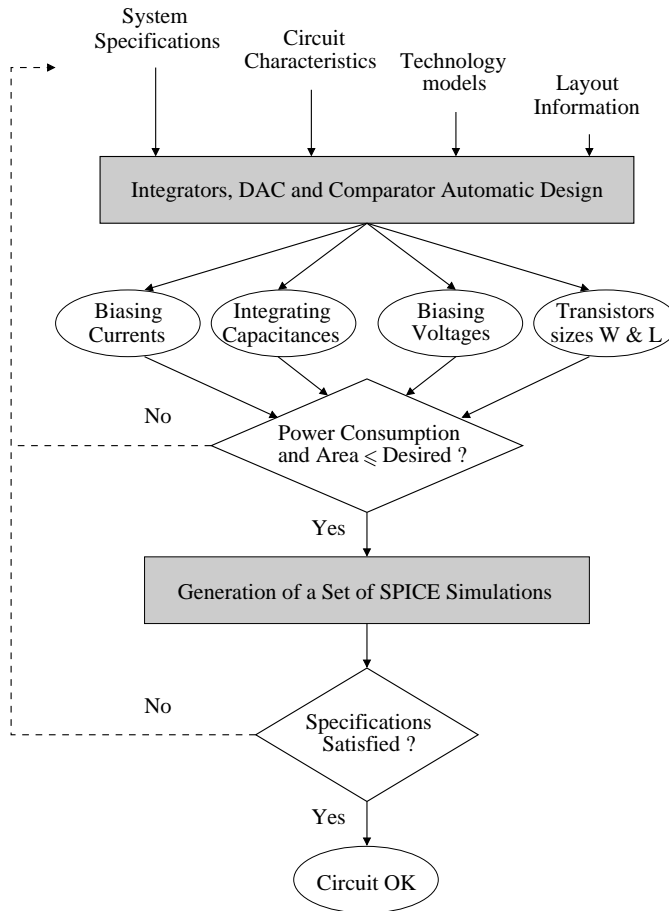 System
Specifications
Circuit
Characteristics
Technology
models
Layout
Information
Integrators, DAC and Comparator Automatic Design
Biasing
Currents
Integrating
Capacitances
Biasing
Voltages
Transistors
sizes W & L
No
Power Consumption
and Area ⩽ Desired ?
Yes
Generation of a Set of SPICE Simulations
No
Specifications
Satisfied ?
Yes
Circuit OK